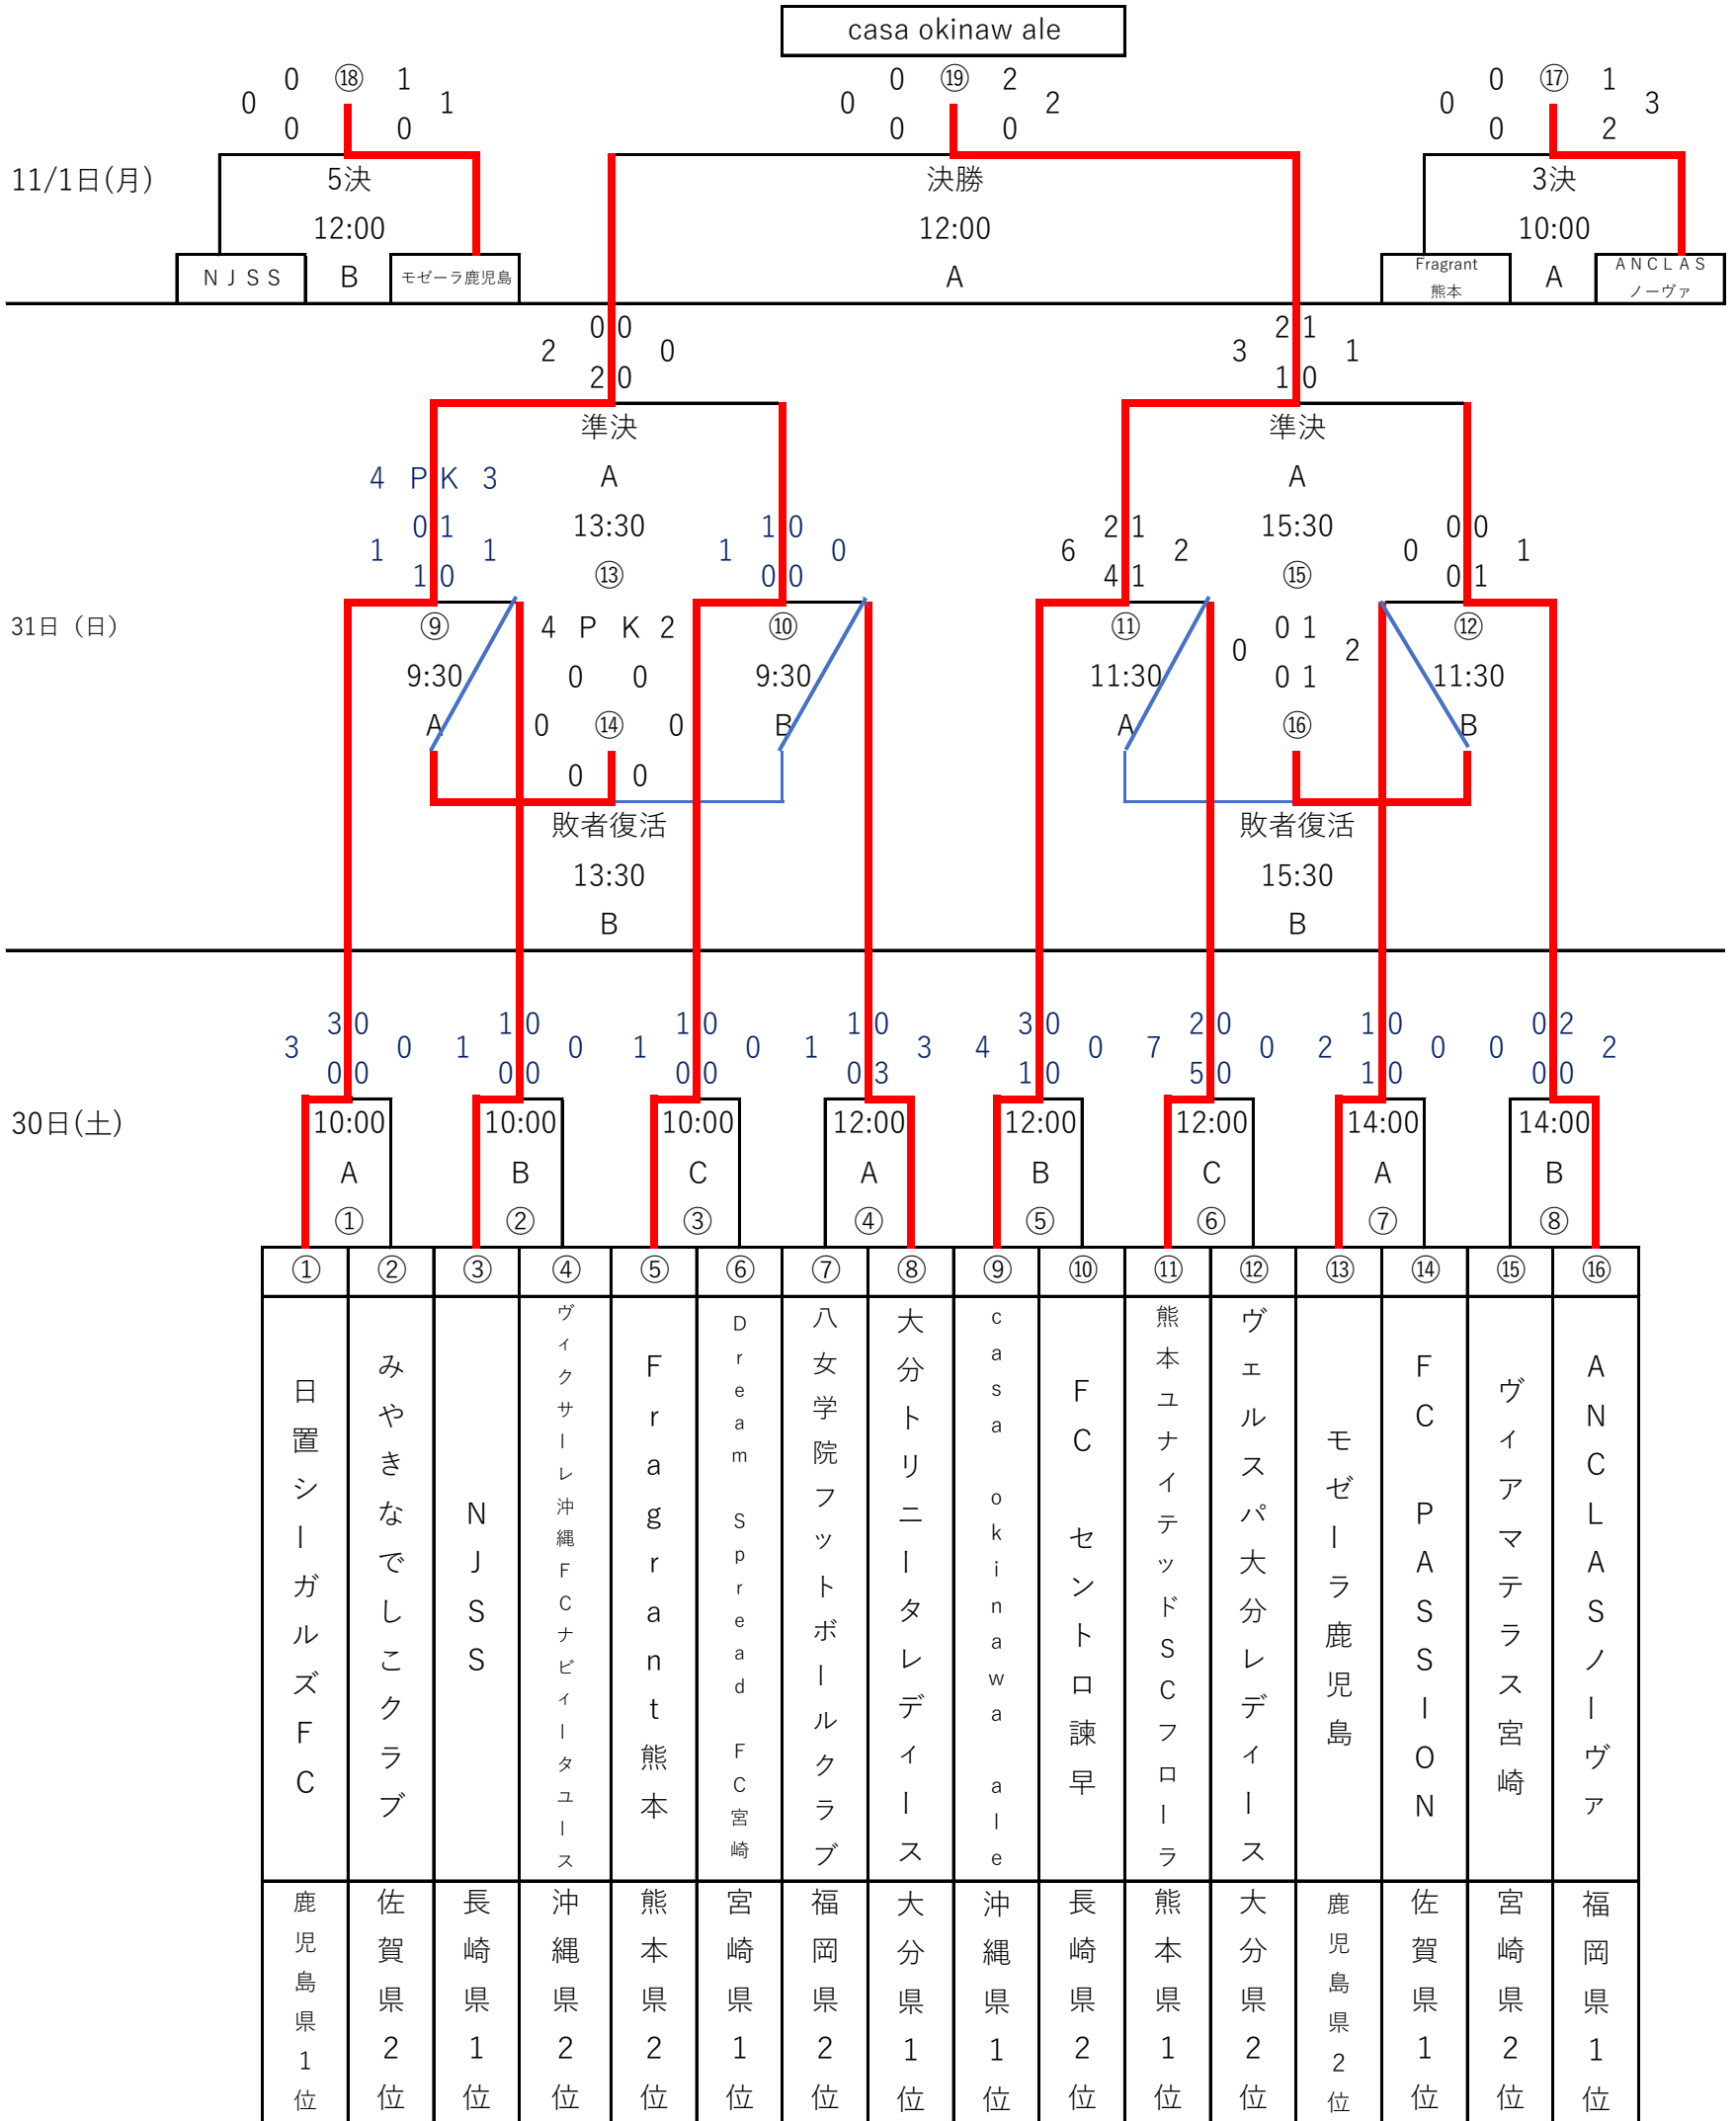 casa okinaw ale
0 ⑱ 1 0 ⑲ 2 0 ⑰ 1
0 1 0 2 0 3
0 0 0 0 0 2
11/1日(月) 5決 決勝 3決
12:00 12:00 10:00
ＮＪＳＳ B モゼーラ鹿児島 A Fragrant 熊本 A ＡＮＣＬＡＳ ノーヴァ
0 0 2 1
2 0 3 1
2 0 1 0
準決 準決
4 P K 3 A A
0 1 13:30 1 0 2 1 15:30 0 0
1 1 1 0 6 2 0 1
1 0 ⑬ 0 0 4 1 ⑮ 0 1
31日（日） ⑨ 4 P K 2 ⑩ ⑪ 0 1 ⑫
0 2
9:30 0 0 9:30 11:30 0 1 11:30
A 0 ⑭ 0 B A ⑯ B
0 0
敗者復活 敗者復活
13:30 15:30
B B
3 0 1 0 1 0 1 0 3 0 2 0 1 0 0 2
3 0 1 0 1 0 1 3 4 0 7 0 2 0 0 2
0 0 0 0 0 0 0 3 1 0 5 0 1 0 0 0
30日(土) 10:00 10:00 10:00 12:00 12:00 12:00 14:00 14:00
A B C A B C A B
① ② ③ ④ ⑤ ⑥ ⑦ ⑧
① ② ③ ④ ⑤ ⑥ ⑦ ⑧ ⑨ ⑩ ⑪ ⑫ ⑬ ⑭ ⑮ ⑯
日置シーガルズFC
みやきなでしこクラブ
NJSS
ヴィクサーレ沖縄FCナビィータユース
Fragrant熊本
Dream Spread FC宮崎
八女学院フットボールクラブ
大分トリニータレディース
casa okinawa ale
FC セントロ諫早
熊本ユナイテッドSCフローラ
ヴェルスパ大分レディース
モゼーラ鹿児島
FC PASSION
ヴィアマテラス宮崎
ANCLASノーヴァ
鹿児島県1位
佐賀県2位
長崎県1位
沖縄県2位
熊本県2位
宮崎県1位
福岡県2位
大分県1位
沖縄県1位
長崎県2位
熊本県1位
大分県2位
鹿児島県2位
佐賀県1位
宮崎県2位
福岡県1位